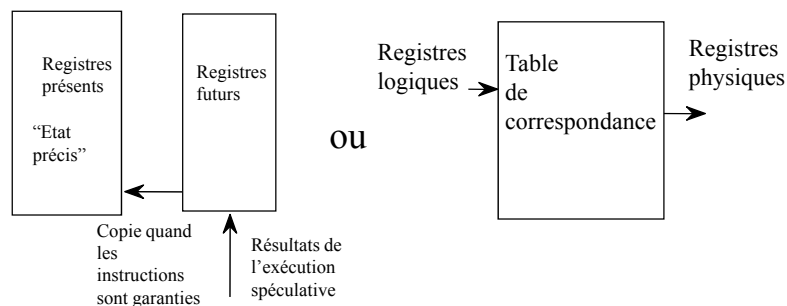 Registres
présents
“Etat
précis”
Registres
futurs
Copie quand
les
instructions
sont garanties
Résultats de
l’exécution
spéculative
ou
Registres
logiques
Table
de
correspondance
Registres
physiques